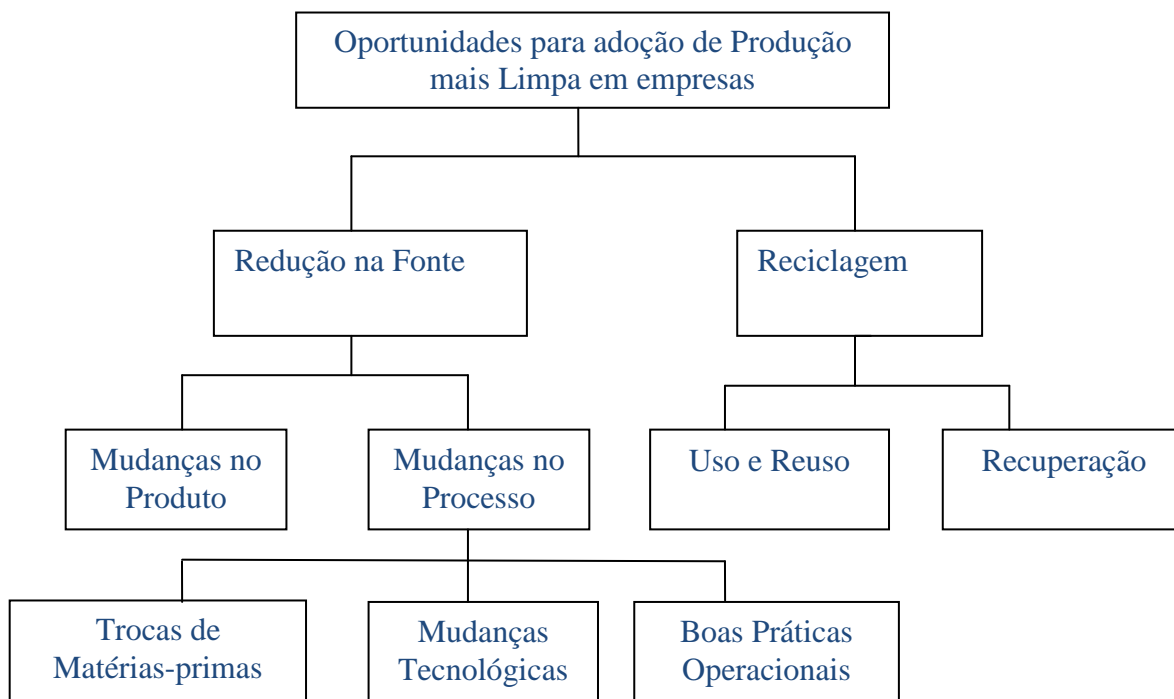 Oportunidades para adoção de Produção
mais Limpa em empresas
Redução na Fonte
Reciclagem
Mudanças no
Produto
Mudanças no
Processo
Uso e Reuso
Recuperação
Trocas de
Matérias-primas
Mudanças
Tecnológicas
Boas Práticas
Operacionais